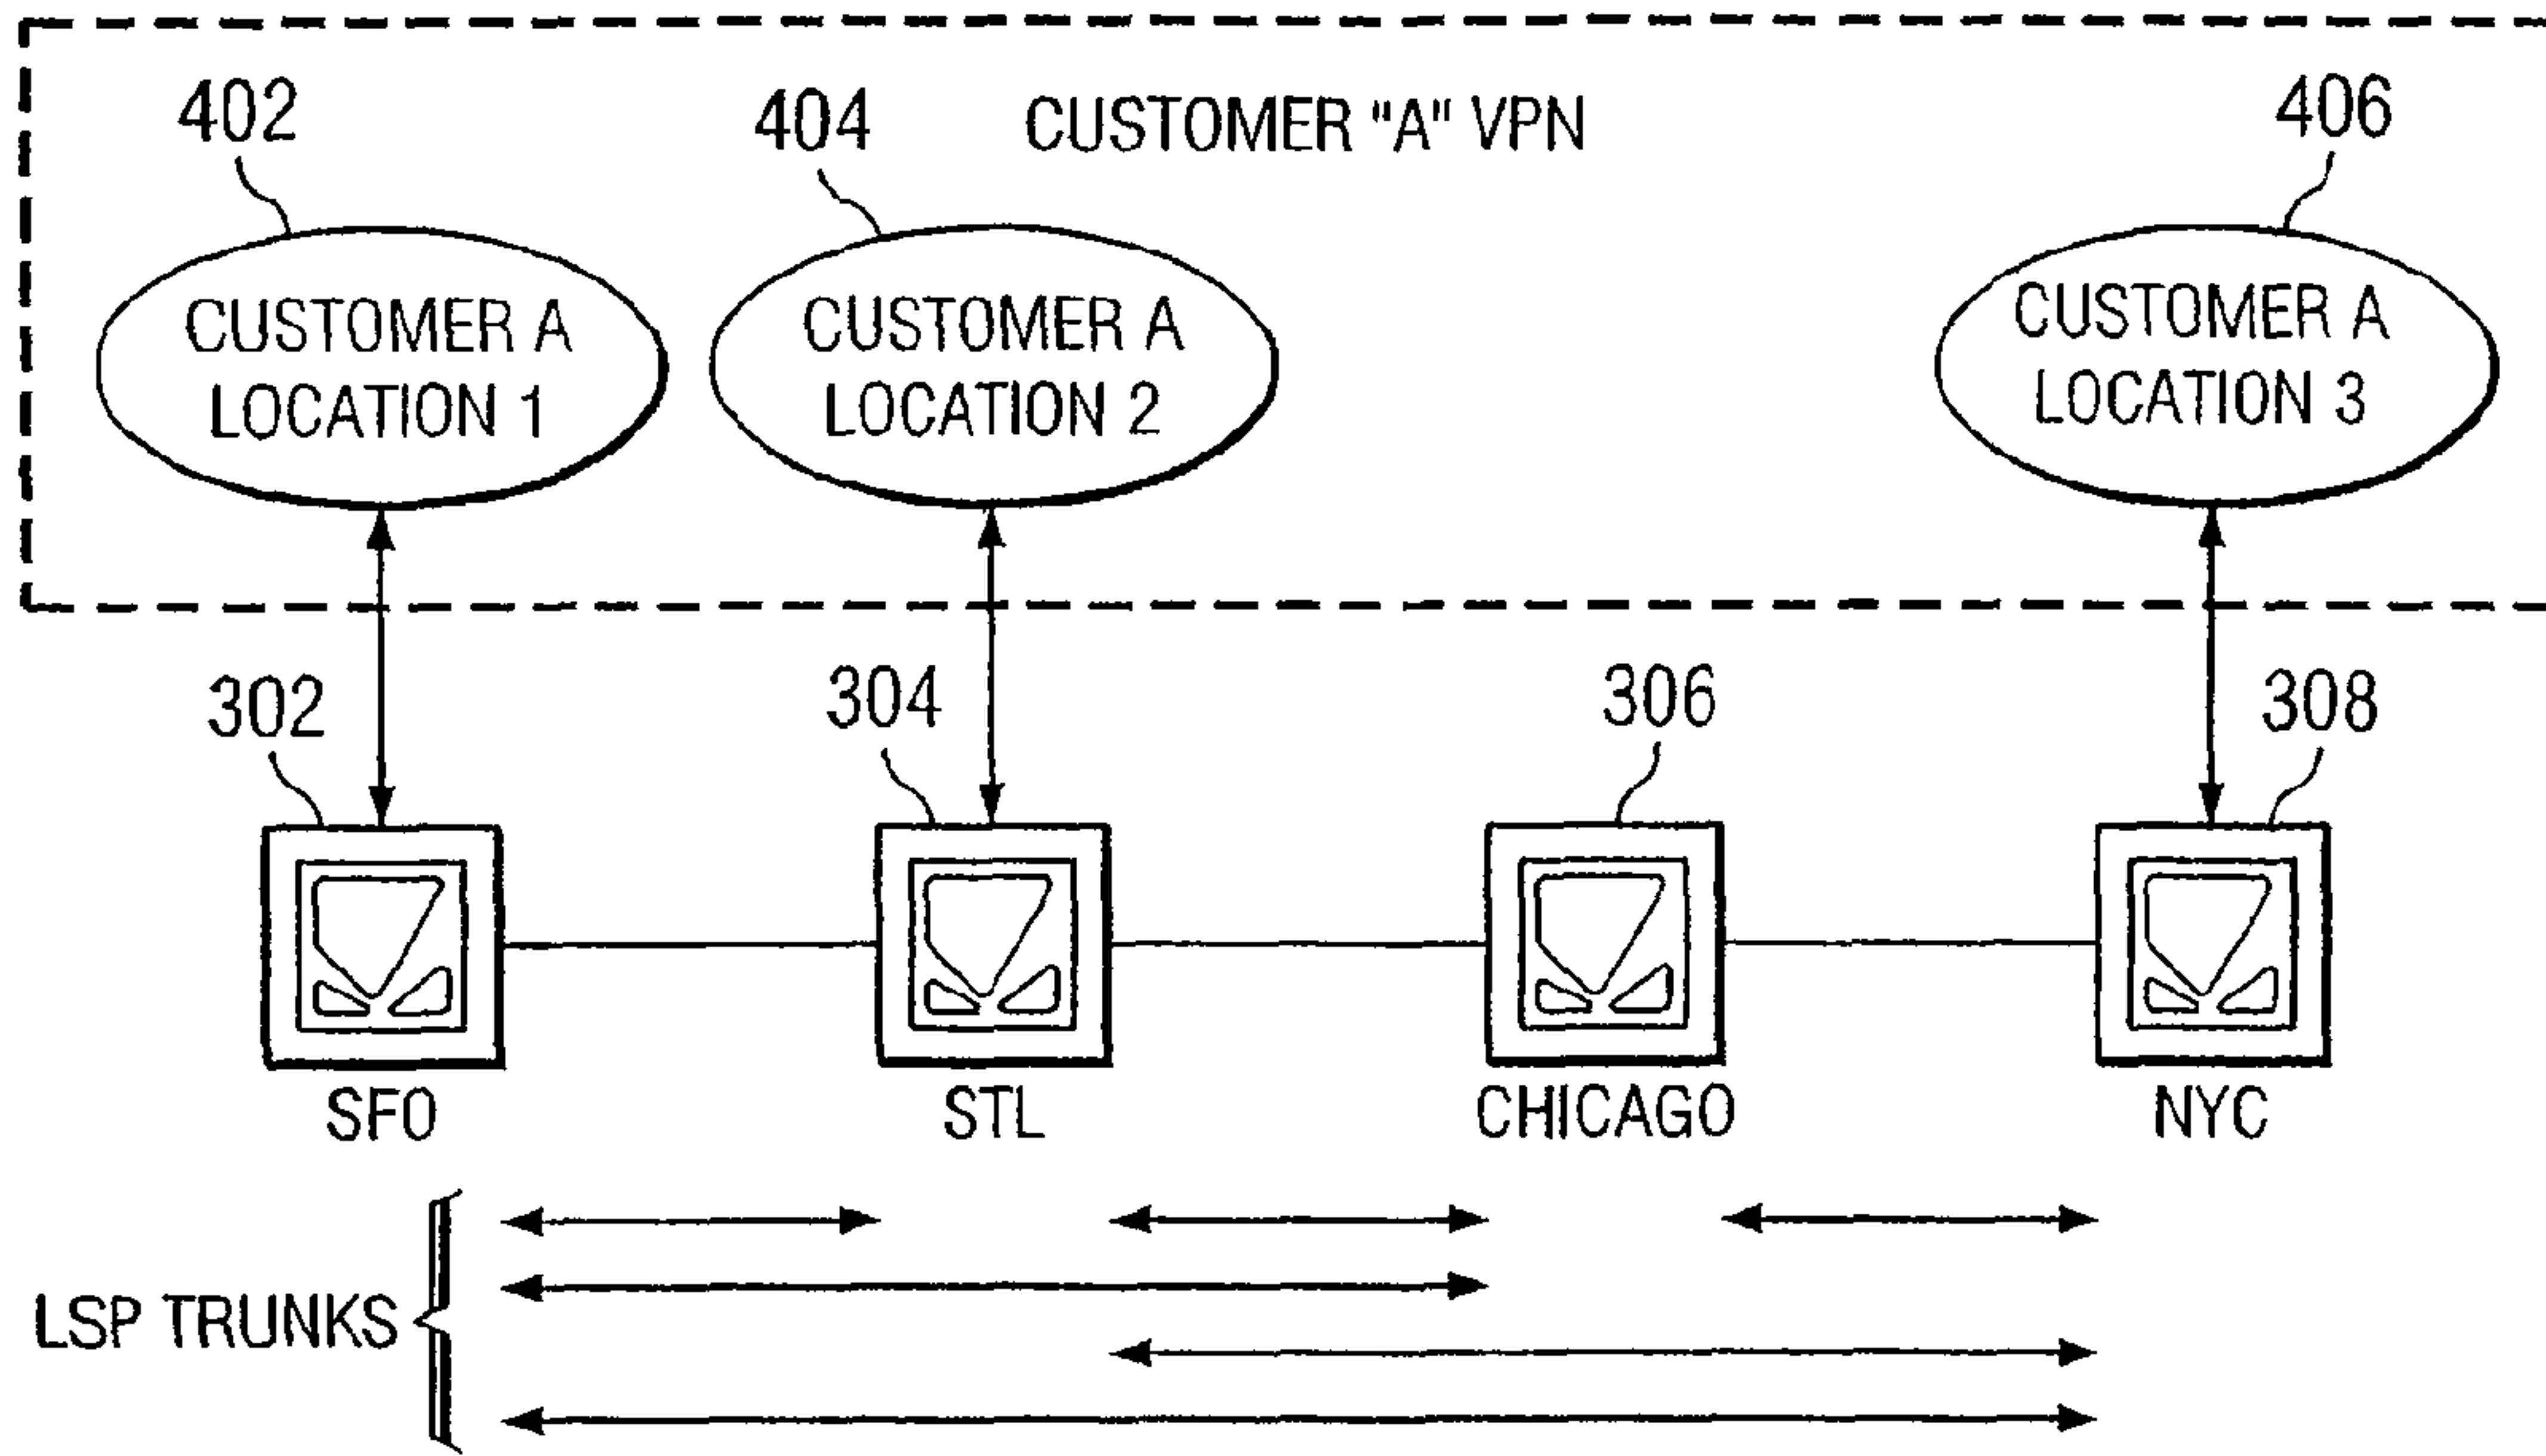 402
404
CUSTOMER "A" VPN
406
CUSTOMER A
LOCATION 1
CUSTOMER A
LOCATION 2
CUSTOMER A
LOCATION 3
302
304
306
308
SFO
STL
CHICAGO
NYC
LSP TRUNKS